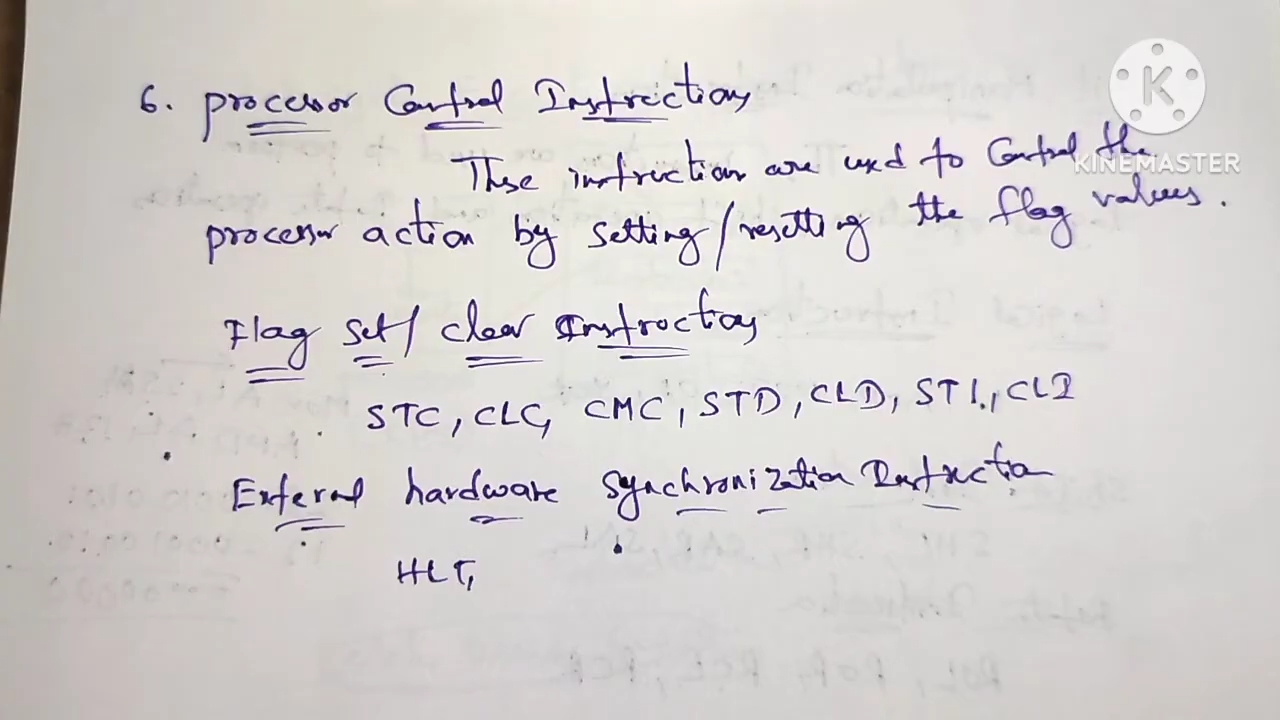 6. processor Control Instructions
These instruction are used to Control the
processor action by setting/resetting the flag values.
Flag Set/ clear Instructions
STC, CLC, CMC, STD, CLD, STI, CLI
External hardware Synchronization Instruction
HLT,
K
KINEMASTER